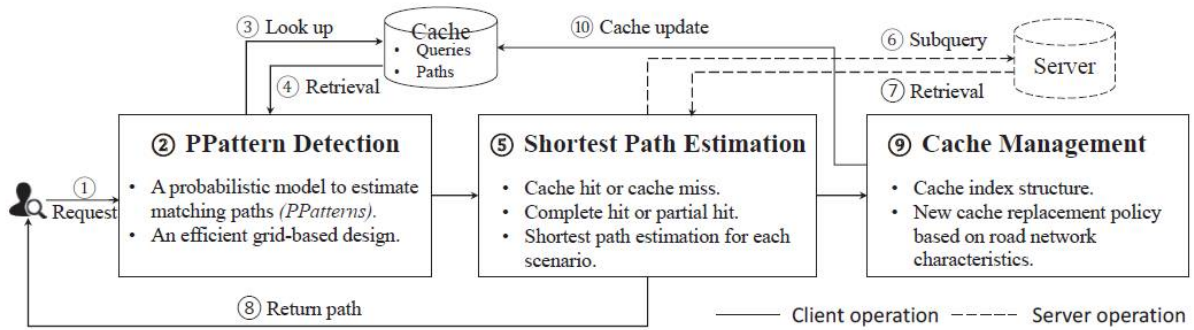 ③ Look up
Cache
• Queries
• Paths
④ Retrieval
⑩ Cache update
⑥ Subquery
Server
⑦ Retrieval
① Request
② PPattern Detection
• A probabilistic model to estimate
matching paths (PPatterns).
• An efficient grid-based design.
⑤ Shortest Path Estimation
• Cache hit or cache miss.
• Complete hit or partial hit.
• Shortest path estimation for each
scenario.
⑨ Cache Management
• Cache index structure.
• New cache replacement policy
based on road network
characteristics.
⑧ Return path
Client operation
Server operation